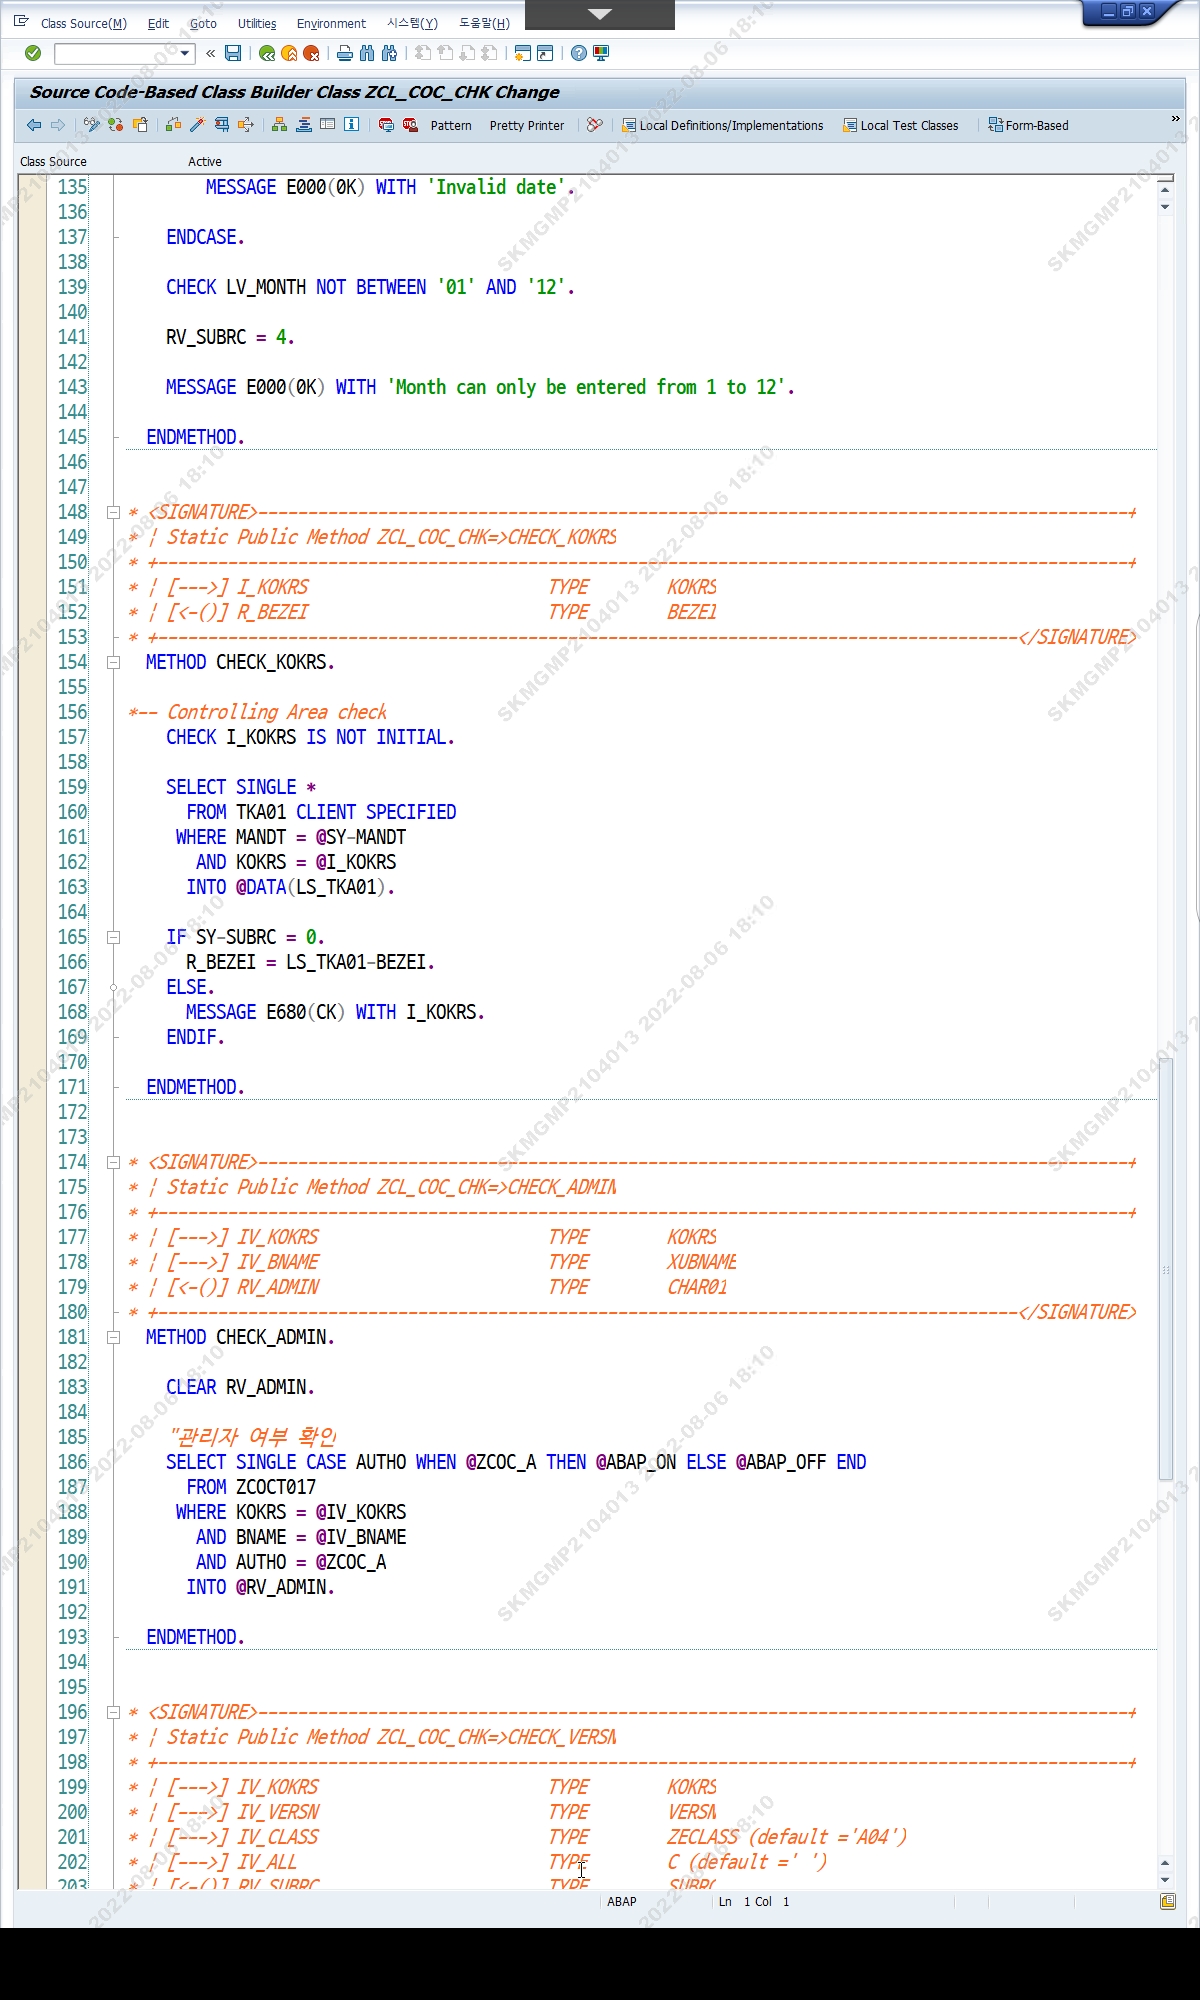 Class Source(M) Edit Goto Utilities Environment 시스템(Y) 도움말(H)
Source Code-Based Class Builder Class ZCL_COC_CHK Change
Pattern Pretty Printer Local Definitions/Implementations Local Test Classes Form-Based
Class Source Active
135 MESSAGE E000(0K) WITH 'Invalid date'.
136
137 ENDCASE.
138
139 CHECK LV_MONTH NOT BETWEEN '01' AND '12'.
140
141 RV_SUBRC = 4.
142
143 MESSAGE E000(0K) WITH 'Month can only be entered from 1 to 12'.
144
145 ENDMETHOD.
146
147
148 * <SIGNATURE>---------------------------------------------------------------------------------------+
149 * | Static Public Method ZCL_COC_CHK=>CHECK_KOKRS
150 * +-------------------------------------------------------------------------------------------------+
151 * | [--->] I_KOKRS TYPE KOKRS
152 * | [<-()] R_BEZEI TYPE BEZEI
153 * +--------------------------------------------------------------------------------------</SIGNATURE>
154 METHOD CHECK_KOKRS.
155
156 *-- Controlling Area check
157 CHECK I_KOKRS IS NOT INITIAL.
158
159 SELECT SINGLE *
160 FROM TKA01 CLIENT SPECIFIED
161 WHERE MANDT = @SY-MANDT
162 AND KOKRS = @I_KOKRS
163 INTO @DATA(LS_TKA01).
164
165 IF SY-SUBRC = 0.
166 R_BEZEI = LS_TKA01-BEZEI.
167 ELSE.
168 MESSAGE E680(CK) WITH I_KOKRS.
169 ENDIF.
170
171 ENDMETHOD.
172
173
174 * <SIGNATURE>---------------------------------------------------------------------------------------+
175 * | Static Public Method ZCL_COC_CHK=>CHECK_ADMIN
176 * +-------------------------------------------------------------------------------------------------+
177 * | [--->] IV_KOKRS TYPE KOKRS
178 * | [--->] IV_BNAME TYPE XUBNAME
179 * | [<-()] RV_ADMIN TYPE CHAR01
180 * +--------------------------------------------------------------------------------------</SIGNATURE>
181 METHOD CHECK_ADMIN.
182
183 CLEAR RV_ADMIN.
184
185 "관리자 여부 확인
186 SELECT SINGLE CASE AUTHO WHEN @ZCOC_A THEN @ABAP_ON ELSE @ABAP_OFF END
187 FROM ZCOCT017
188 WHERE KOKRS = @IV_KOKRS
189 AND BNAME = @IV_BNAME
190 AND AUTHO = @ZCOC_A
191 INTO @RV_ADMIN.
192
193 ENDMETHOD.
194
195
196 * <SIGNATURE>---------------------------------------------------------------------------------------+
197 * | Static Public Method ZCL_COC_CHK=>CHECK_VERSN
198 * +-------------------------------------------------------------------------------------------------+
199 * | [--->] IV_KOKRS TYPE KOKRS
200 * | [--->] IV_VERSN TYPE VERSN
201 * | [--->] IV_CLASS TYPE ZECLASS (default ='A04')
202 * | [--->] IV_ALL TYPE C (default =' ')
203 * | [<-()] RV_SUBRC TYPE SUBRC
ABAP Ln 1 Col 1
SKMGMP2104013 2022-08-06 18:10